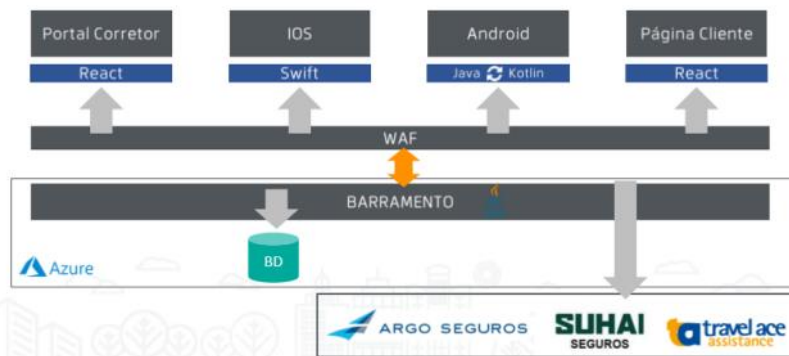 Portal Corretor
IOS
Android
Página Cliente
React
Swift
Java Kotlin
React
WAF
BARRAMENTO
BD
Azure
ARGO SEGUROS
SUHAI
SEGUROS
ta travel ace
assistance